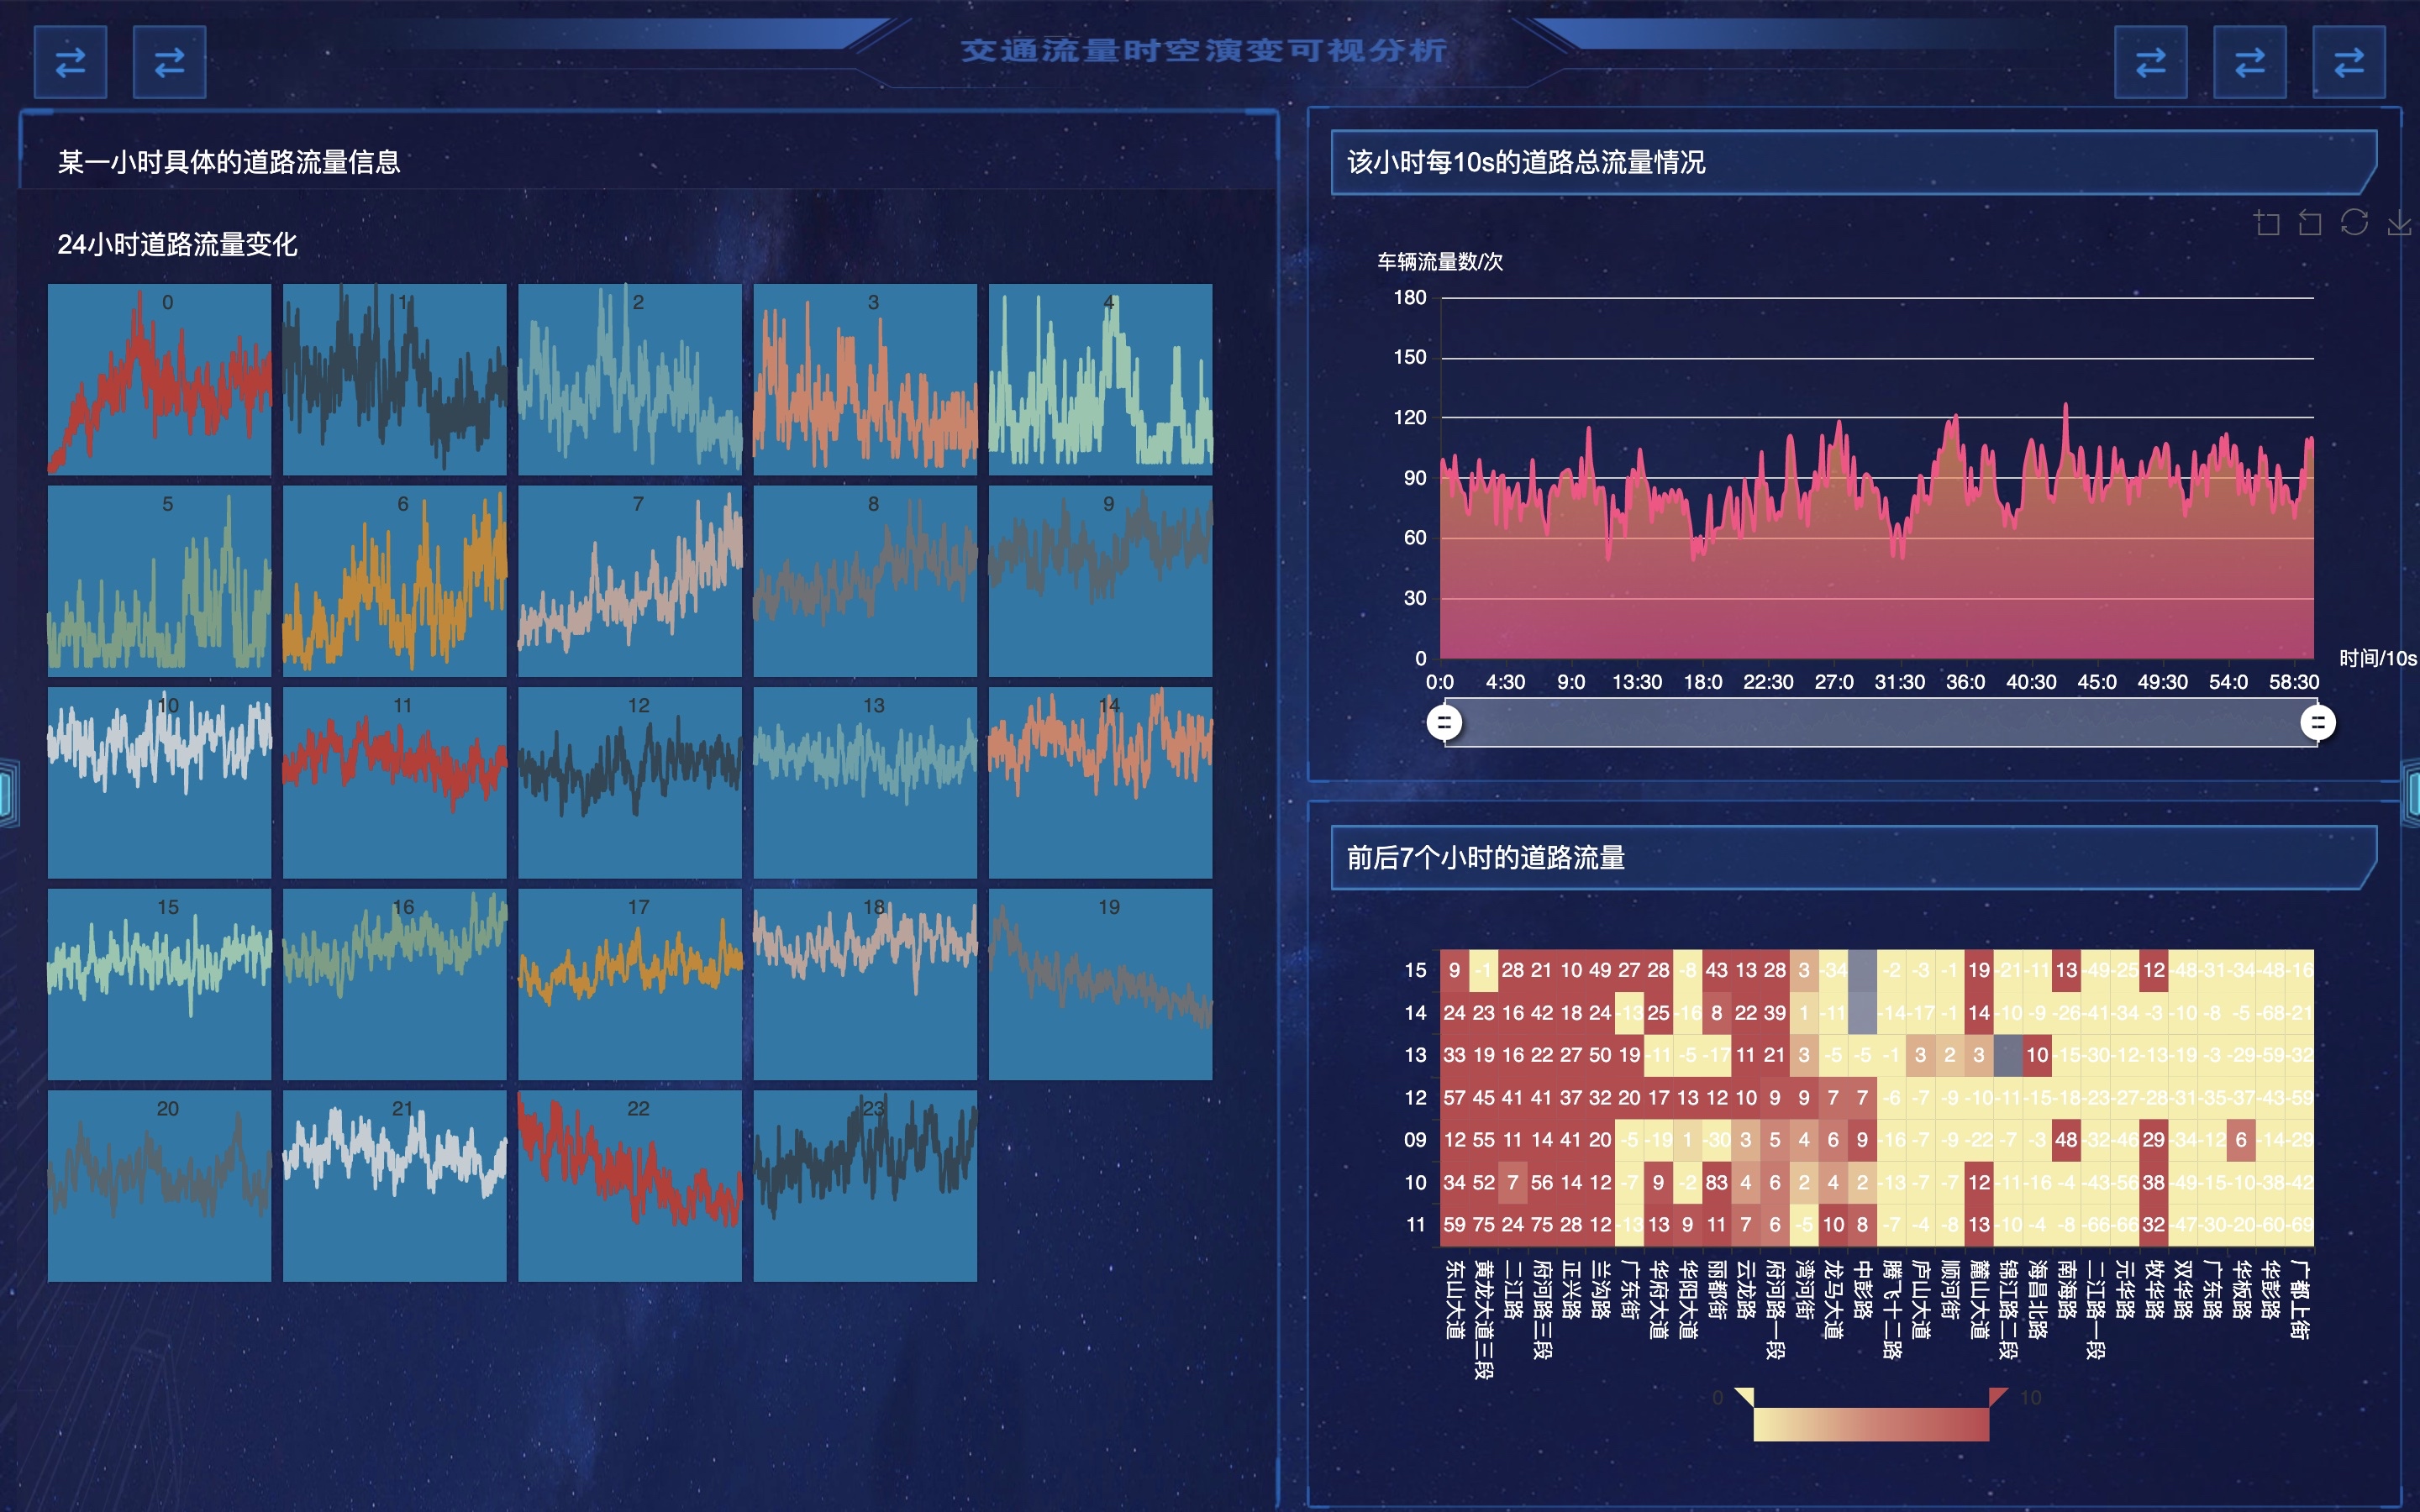 交通流量时空演变可视分析
某一小时具体的道路流量信息
24小时道路流量变化
0 1 2 3 4
5 6 7 8 9
10 11 12 13 14
15 16 17 18 19
20 21 22 23
该小时每10s的道路总流量情况
车辆流量数/次
180
150
120
90
60
30
0
时间/10s
0:0 4:30 9:0 13:30 18:0 22:30 27:0 31:30 36:0 40:30 45:0 49:30 54:0 58:30
前后7个小时的道路流量
15 9 -1 28 21 10 49 27 28 -8 43 13 28 3 -34 -2 -3 -1 19 -21 -11 13 -49 -25 12 -48 -31 -34 -48 -16
14 24 23 16 42 18 24 -13 25 -16 8 22 39 1 -11 -14 -17 -1 14 -10 -9 -26 -41 -34 -3 -10 -8 -5 -68 -21
13 33 19 16 22 27 50 19 -11 -5 -17 11 21 3 -5 -5 -1 3 2 3 10 -15 -30 -12 -13 -19 -3 -29 -59 -32
12 57 45 41 41 37 32 20 17 13 12 10 9 9 7 7 -6 -7 -9 -10 -11 -15 -18 -23 -27 -28 -31 -35 -37 -43 -59
09 12 55 11 14 41 20 -5 -19 1 -30 3 5 4 6 9 -16 -7 -9 -22 -7 -3 48 -32 -46 29 -34 -12 6 -14 -29
10 34 52 7 56 14 12 -7 9 -2 83 4 6 2 4 2 -13 -7 -7 12 -11 -16 -4 -43 -56 38 -49 -15 -10 -38 -42
11 59 75 24 75 28 12 -13 13 9 11 7 6 -5 10 8 -7 -4 -8 13 -10 -4 -8 -66 -66 32 -47 -30 -20 -60 -69
东山大道
黄龙大道三段
二江路
府河路三段
正兴路
兰沟路
广东街
华府大道
华阳大道
丽都街
云龙路
府河路一段
湾河街
龙马大道
中彭路
腾飞十二路
庐山大道
顺河街
麓山大道
锦江路二段
海昌北路
南海路
二江路一段
元华路
牧华路
双华路
广东路
华板路
华彭路
广都上街
0 10